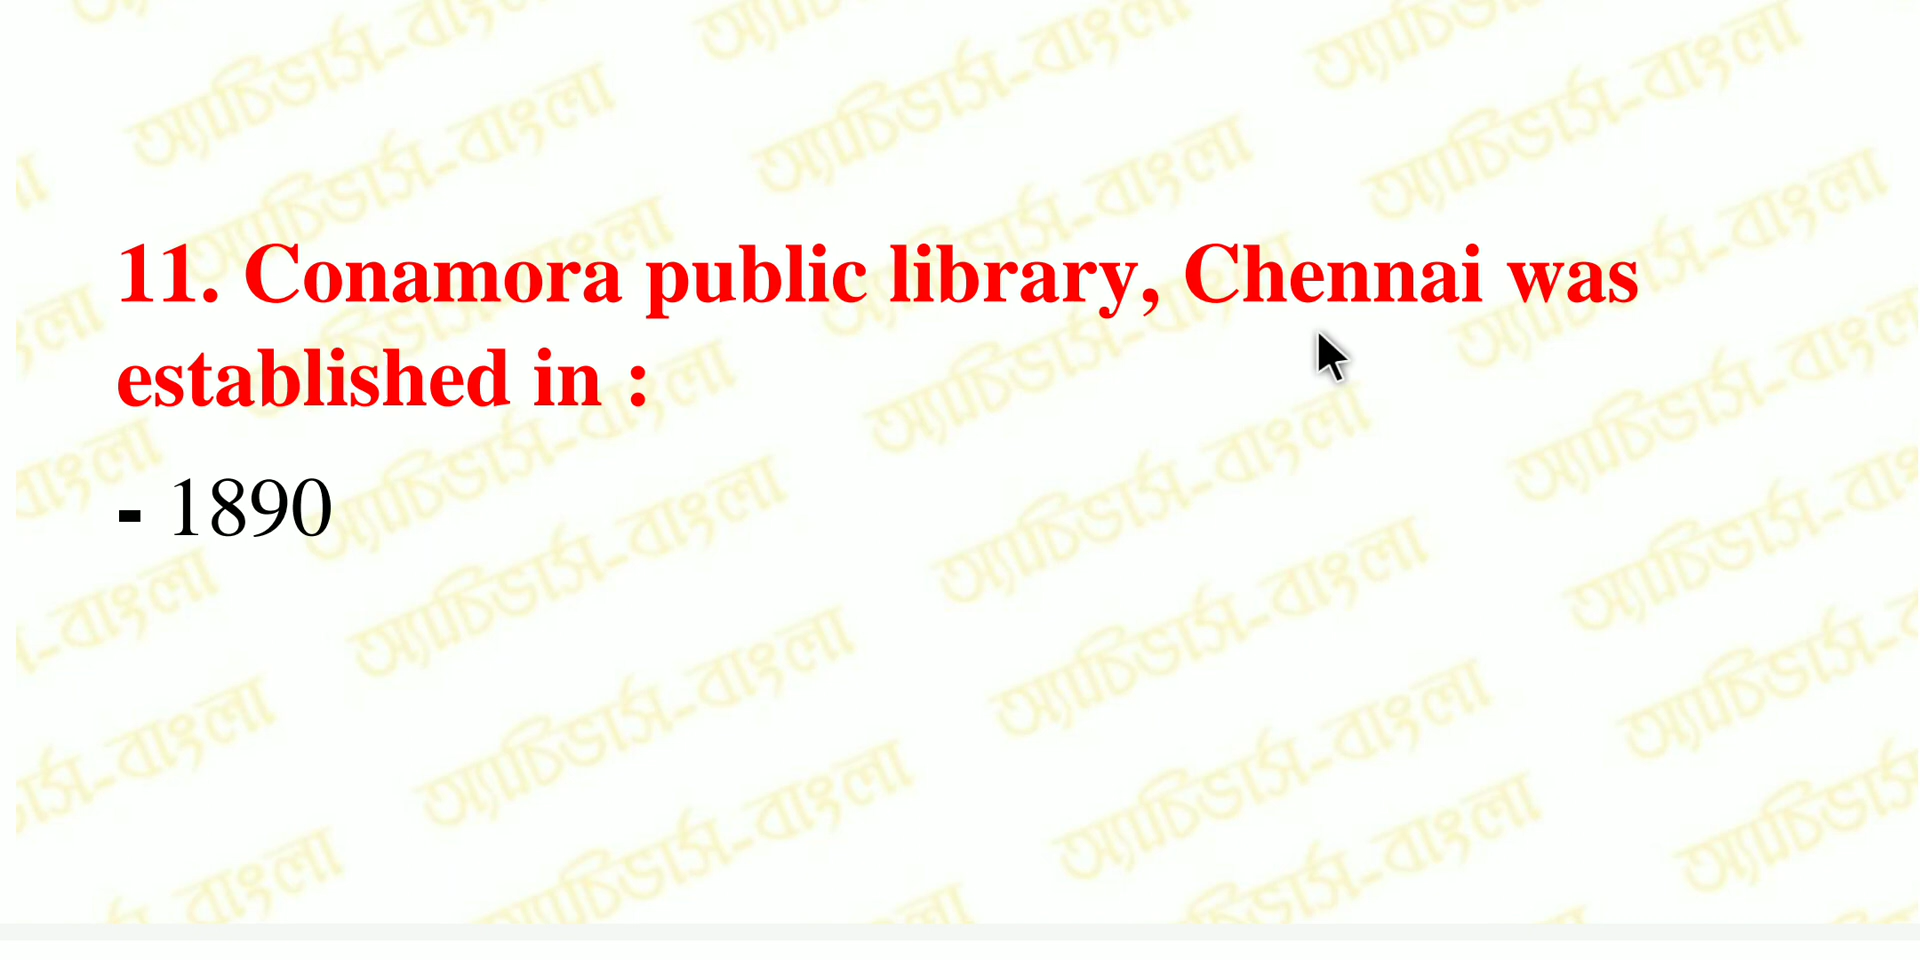 11. Conamora public library, Chennai was
established in :
- 1890
অ্যাচিভার্স-বাংলা